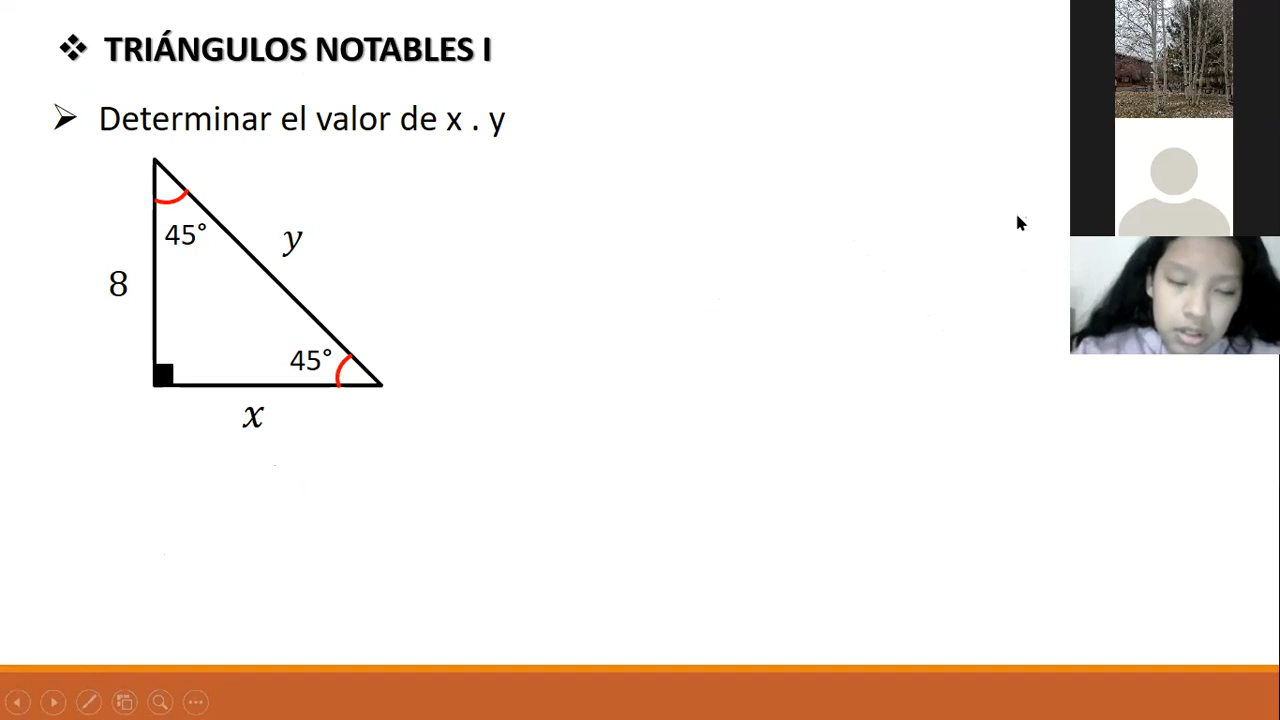 TRIÁNGULOS NOTABLES I
Determinar el valor de x . y
45°
y
8
45°
x